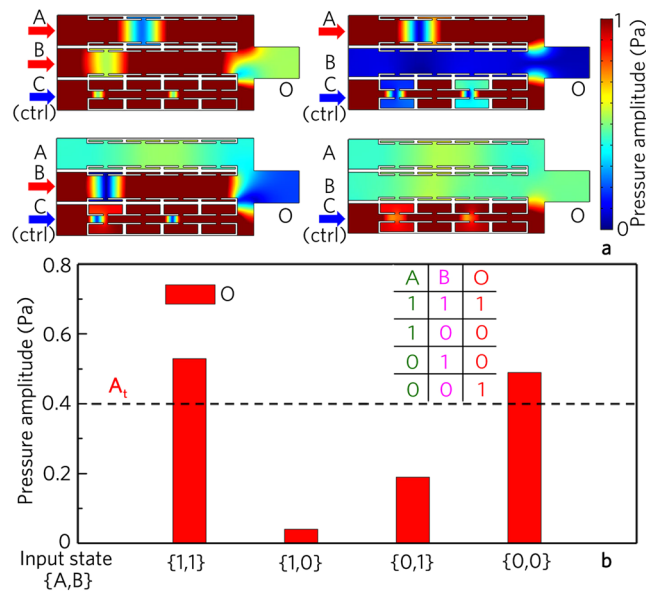 A
B
C
(ctrl)
O
A
B
C
(ctrl)
O
A
B
C
(ctrl)
O
A
B
C
(ctrl)
O
1
0
Pressure amplitude (Pa)
a
0.8
0.6
0.4
0.2
0
Pressure amplitude (Pa)
O
At
A B O
1 1 1
1 0 0
0 1 0
0 0 1
Input state
{A,B}
{1,1} {1,0} {0,1} {0,0}
b